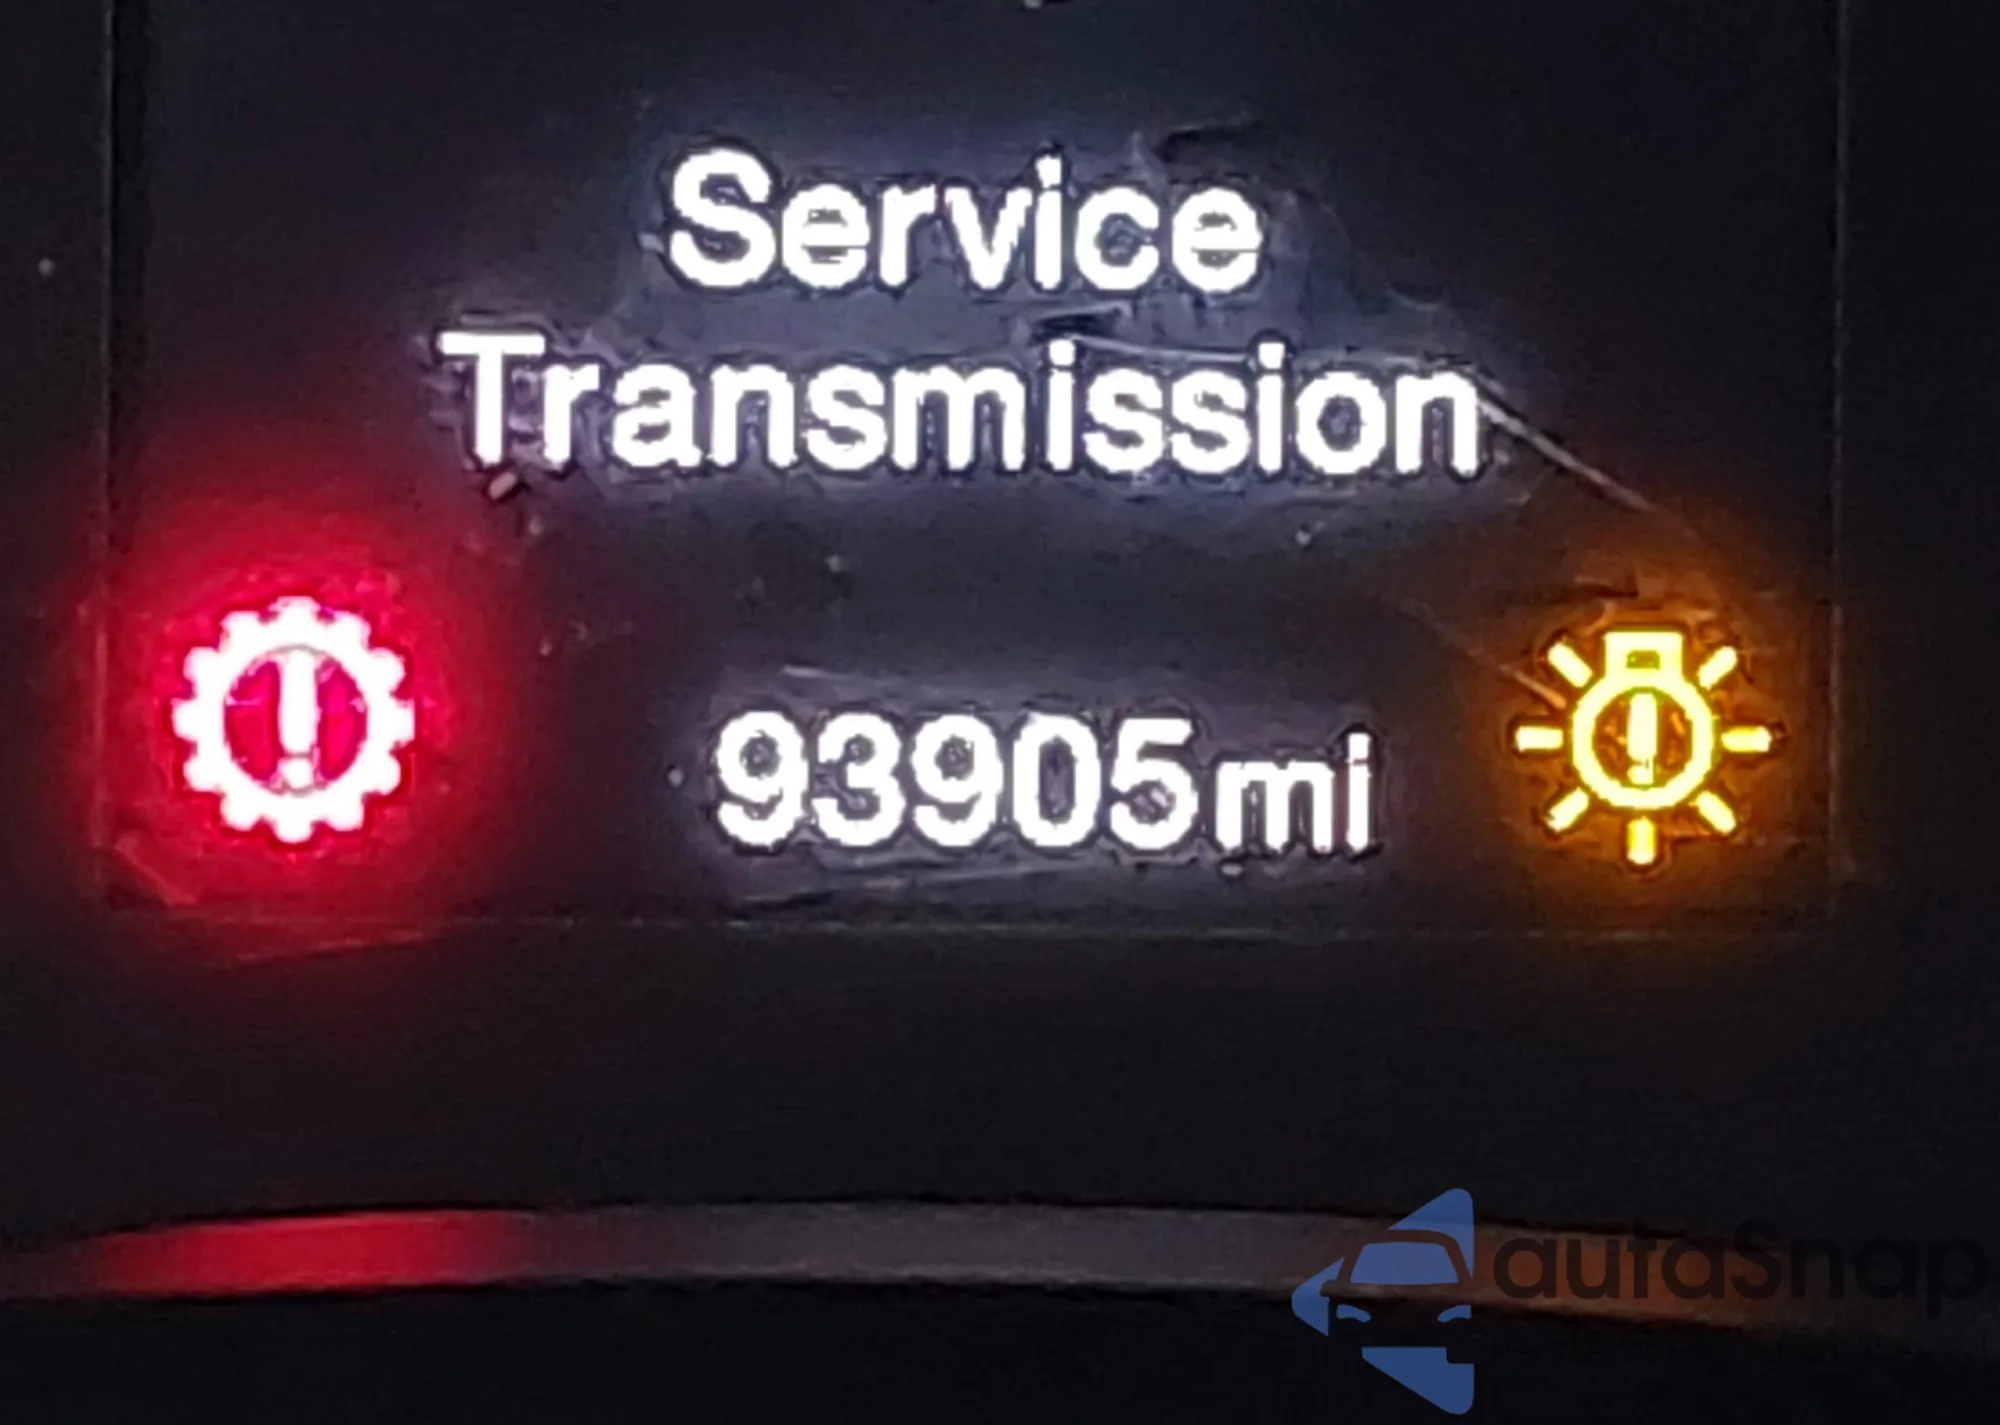 Service
Transmission
93905mi
autoSnap